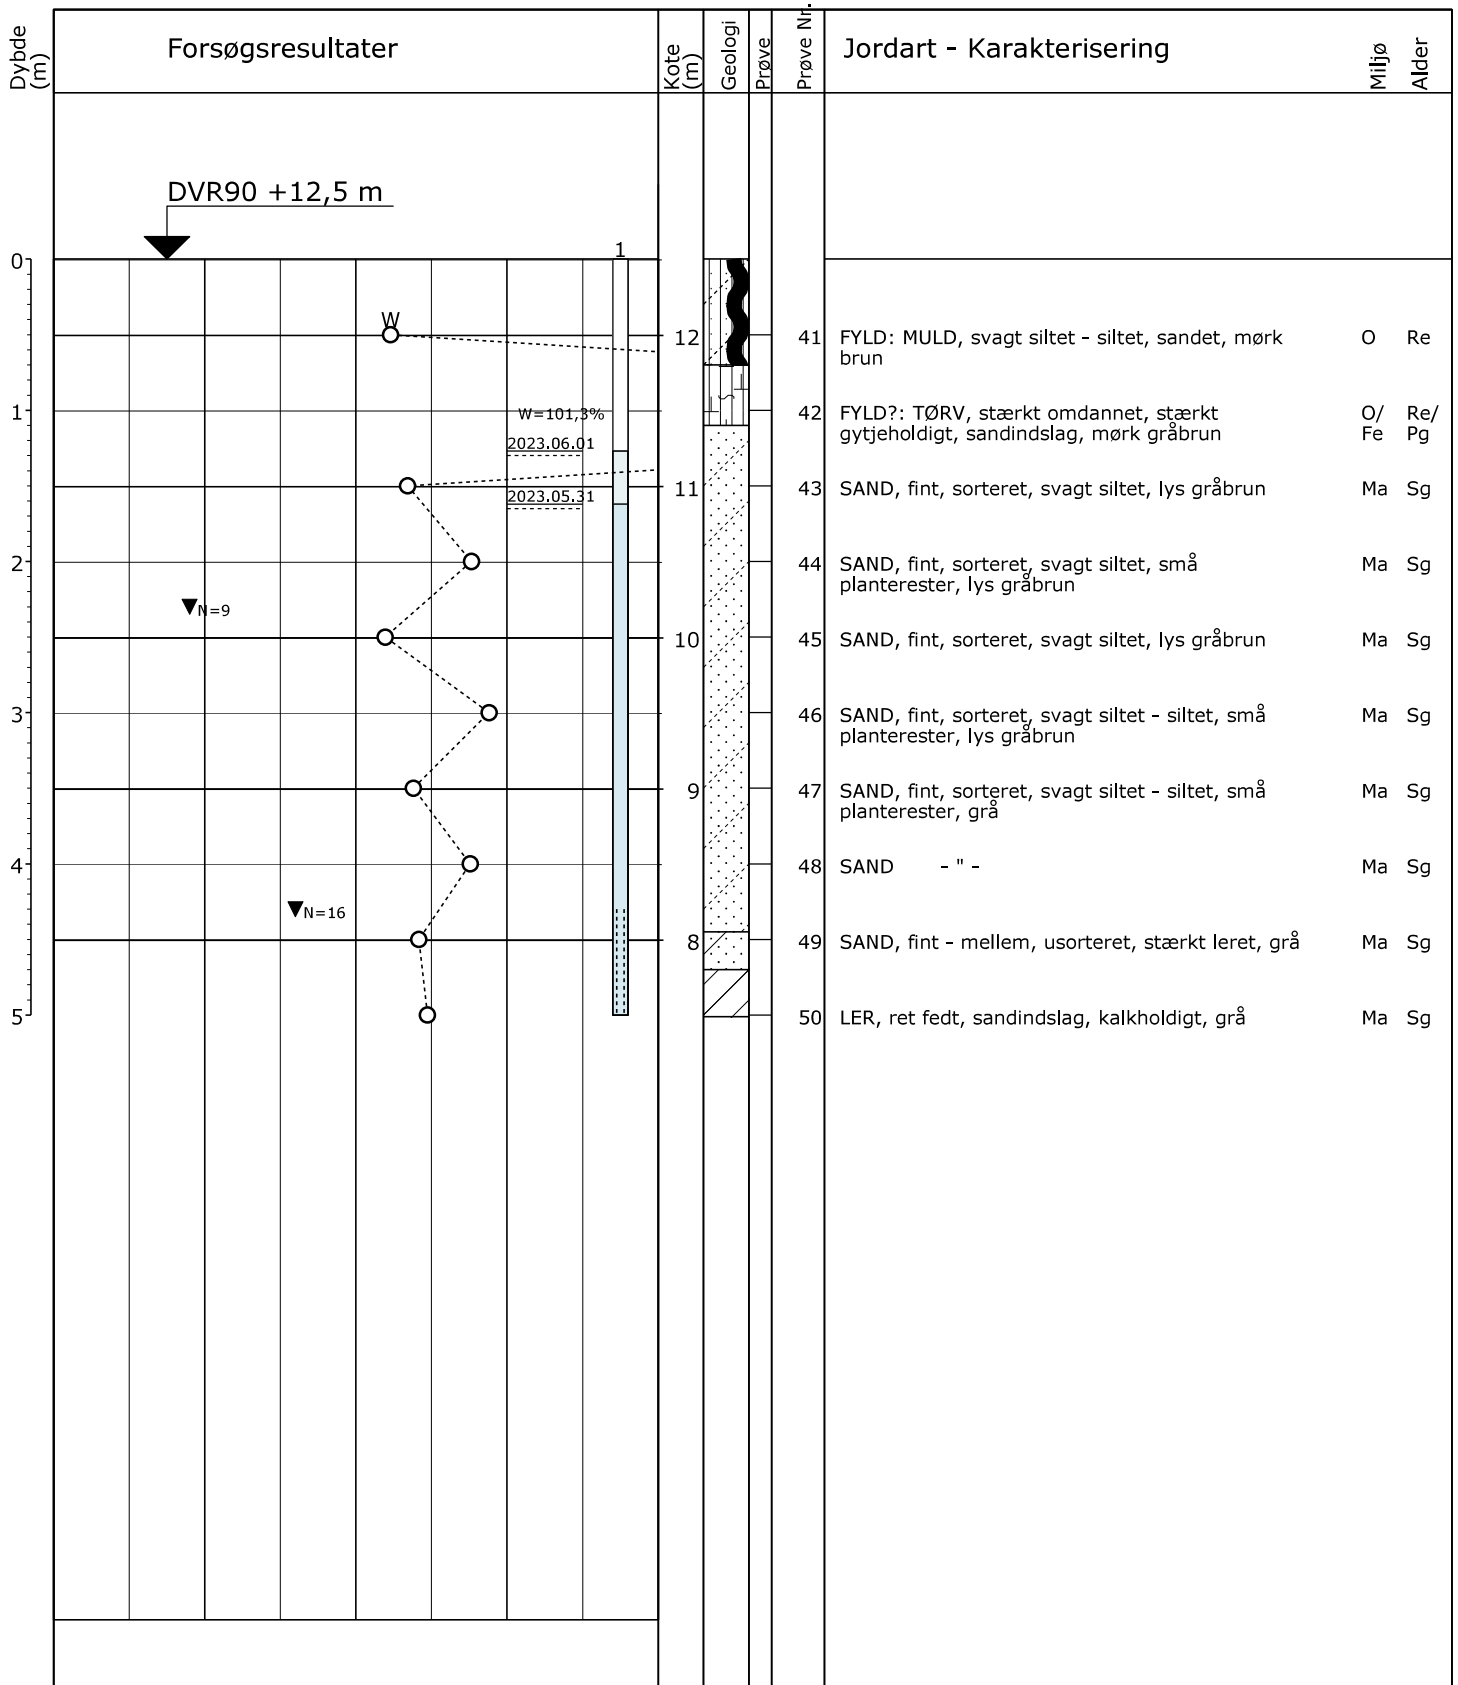 Dybde (m)
Forsøgsresultater
Kote (m)
Geologi
Prøve
Prøve Nr.
Jordart - Karakterisering
Miljø
Alder
DVR90 +12,5 m
0
1
W
12
41 FYLD: MULD, svagt siltet - siltet, sandet, mørk O Re
brun
1
W=101,3%
42 FYLD?: TØRV, stærkt omdannet, stærkt O/ Re/
gytjeholdigt, sandindslag, mørk gråbrun Fe Pg
2023.06.01
11
43 SAND, fint, sorteret, svagt siltet, lys gråbrun Ma Sg
2023.05.31
2
44 SAND, fint, sorteret, svagt siltet, små Ma Sg
planterester, lys gråbrun
N=9
10
45 SAND, fint, sorteret, svagt siltet, lys gråbrun Ma Sg
3
46 SAND, fint, sorteret, svagt siltet - siltet, små Ma Sg
planterester, lys gråbrun
9
47 SAND, fint, sorteret, svagt siltet - siltet, små Ma Sg
planterester, grå
4
48 SAND - " - Ma Sg
N=16
8
49 SAND, fint - mellem, usorteret, stærkt leret, grå Ma Sg
5
50 LER, ret fedt, sandindslag, kalkholdigt, grå Ma Sg